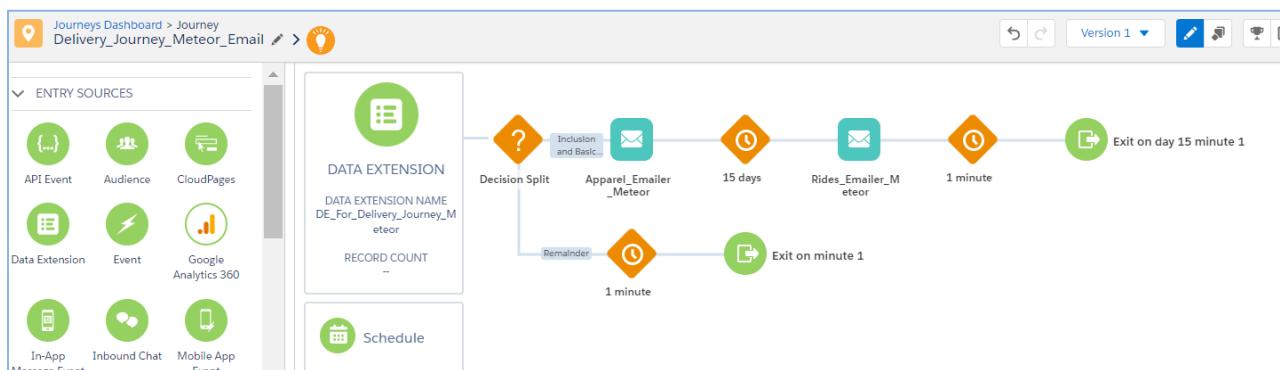 Journeys Dashboard > Journey
Delivery_Journey_Meteor_Email
Version 1
ENTRY SOURCES
{...}
API Event
Audience
CloudPages
Data Extension
Event
Google
Analytics 360
In-App
Message Event
Inbound Chat
Mobile App
Event
DATA EXTENSION
DATA EXTENSION NAME
DE_For_Delivery_Journey_M
eteor
RECORD COUNT
--
Schedule
?
Decision Split
Inclusion
and Basic...
Apparel_Emailer
_Meteor
15 days
Rides_Emailer_M
eteor
1 minute
Exit on day 15 minute 1
Remainder
1 minute
Exit on minute 1